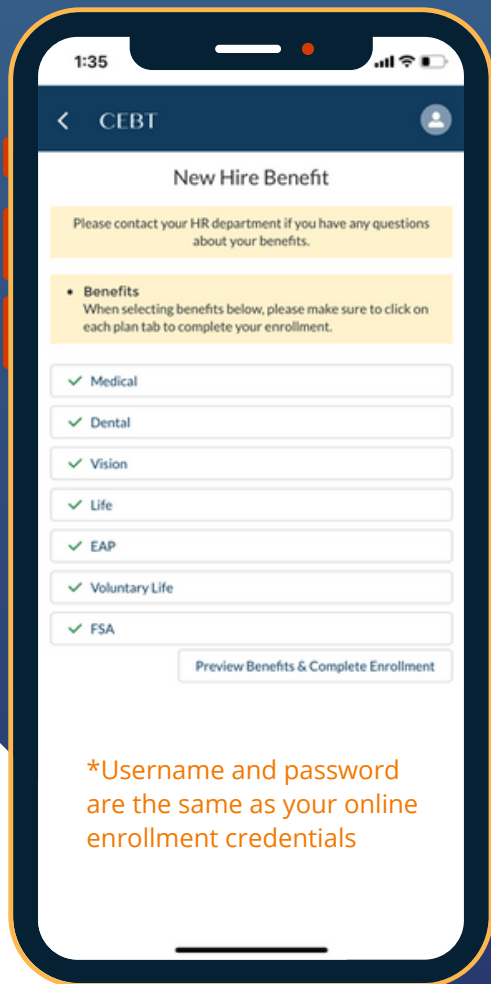 1:35
CEBT
New Hire Benefit
Please contact your HR department if you have any questions
about your benefits.
• Benefits
When selecting benefits below, please make sure to click on
each plan tab to complete your enrollment.
Medical
Dental
Vision
Life
EAP
Voluntary Life
FSA
Preview Benefits & Complete Enrollment
*Username and password
are the same as your online
enrollment credentials